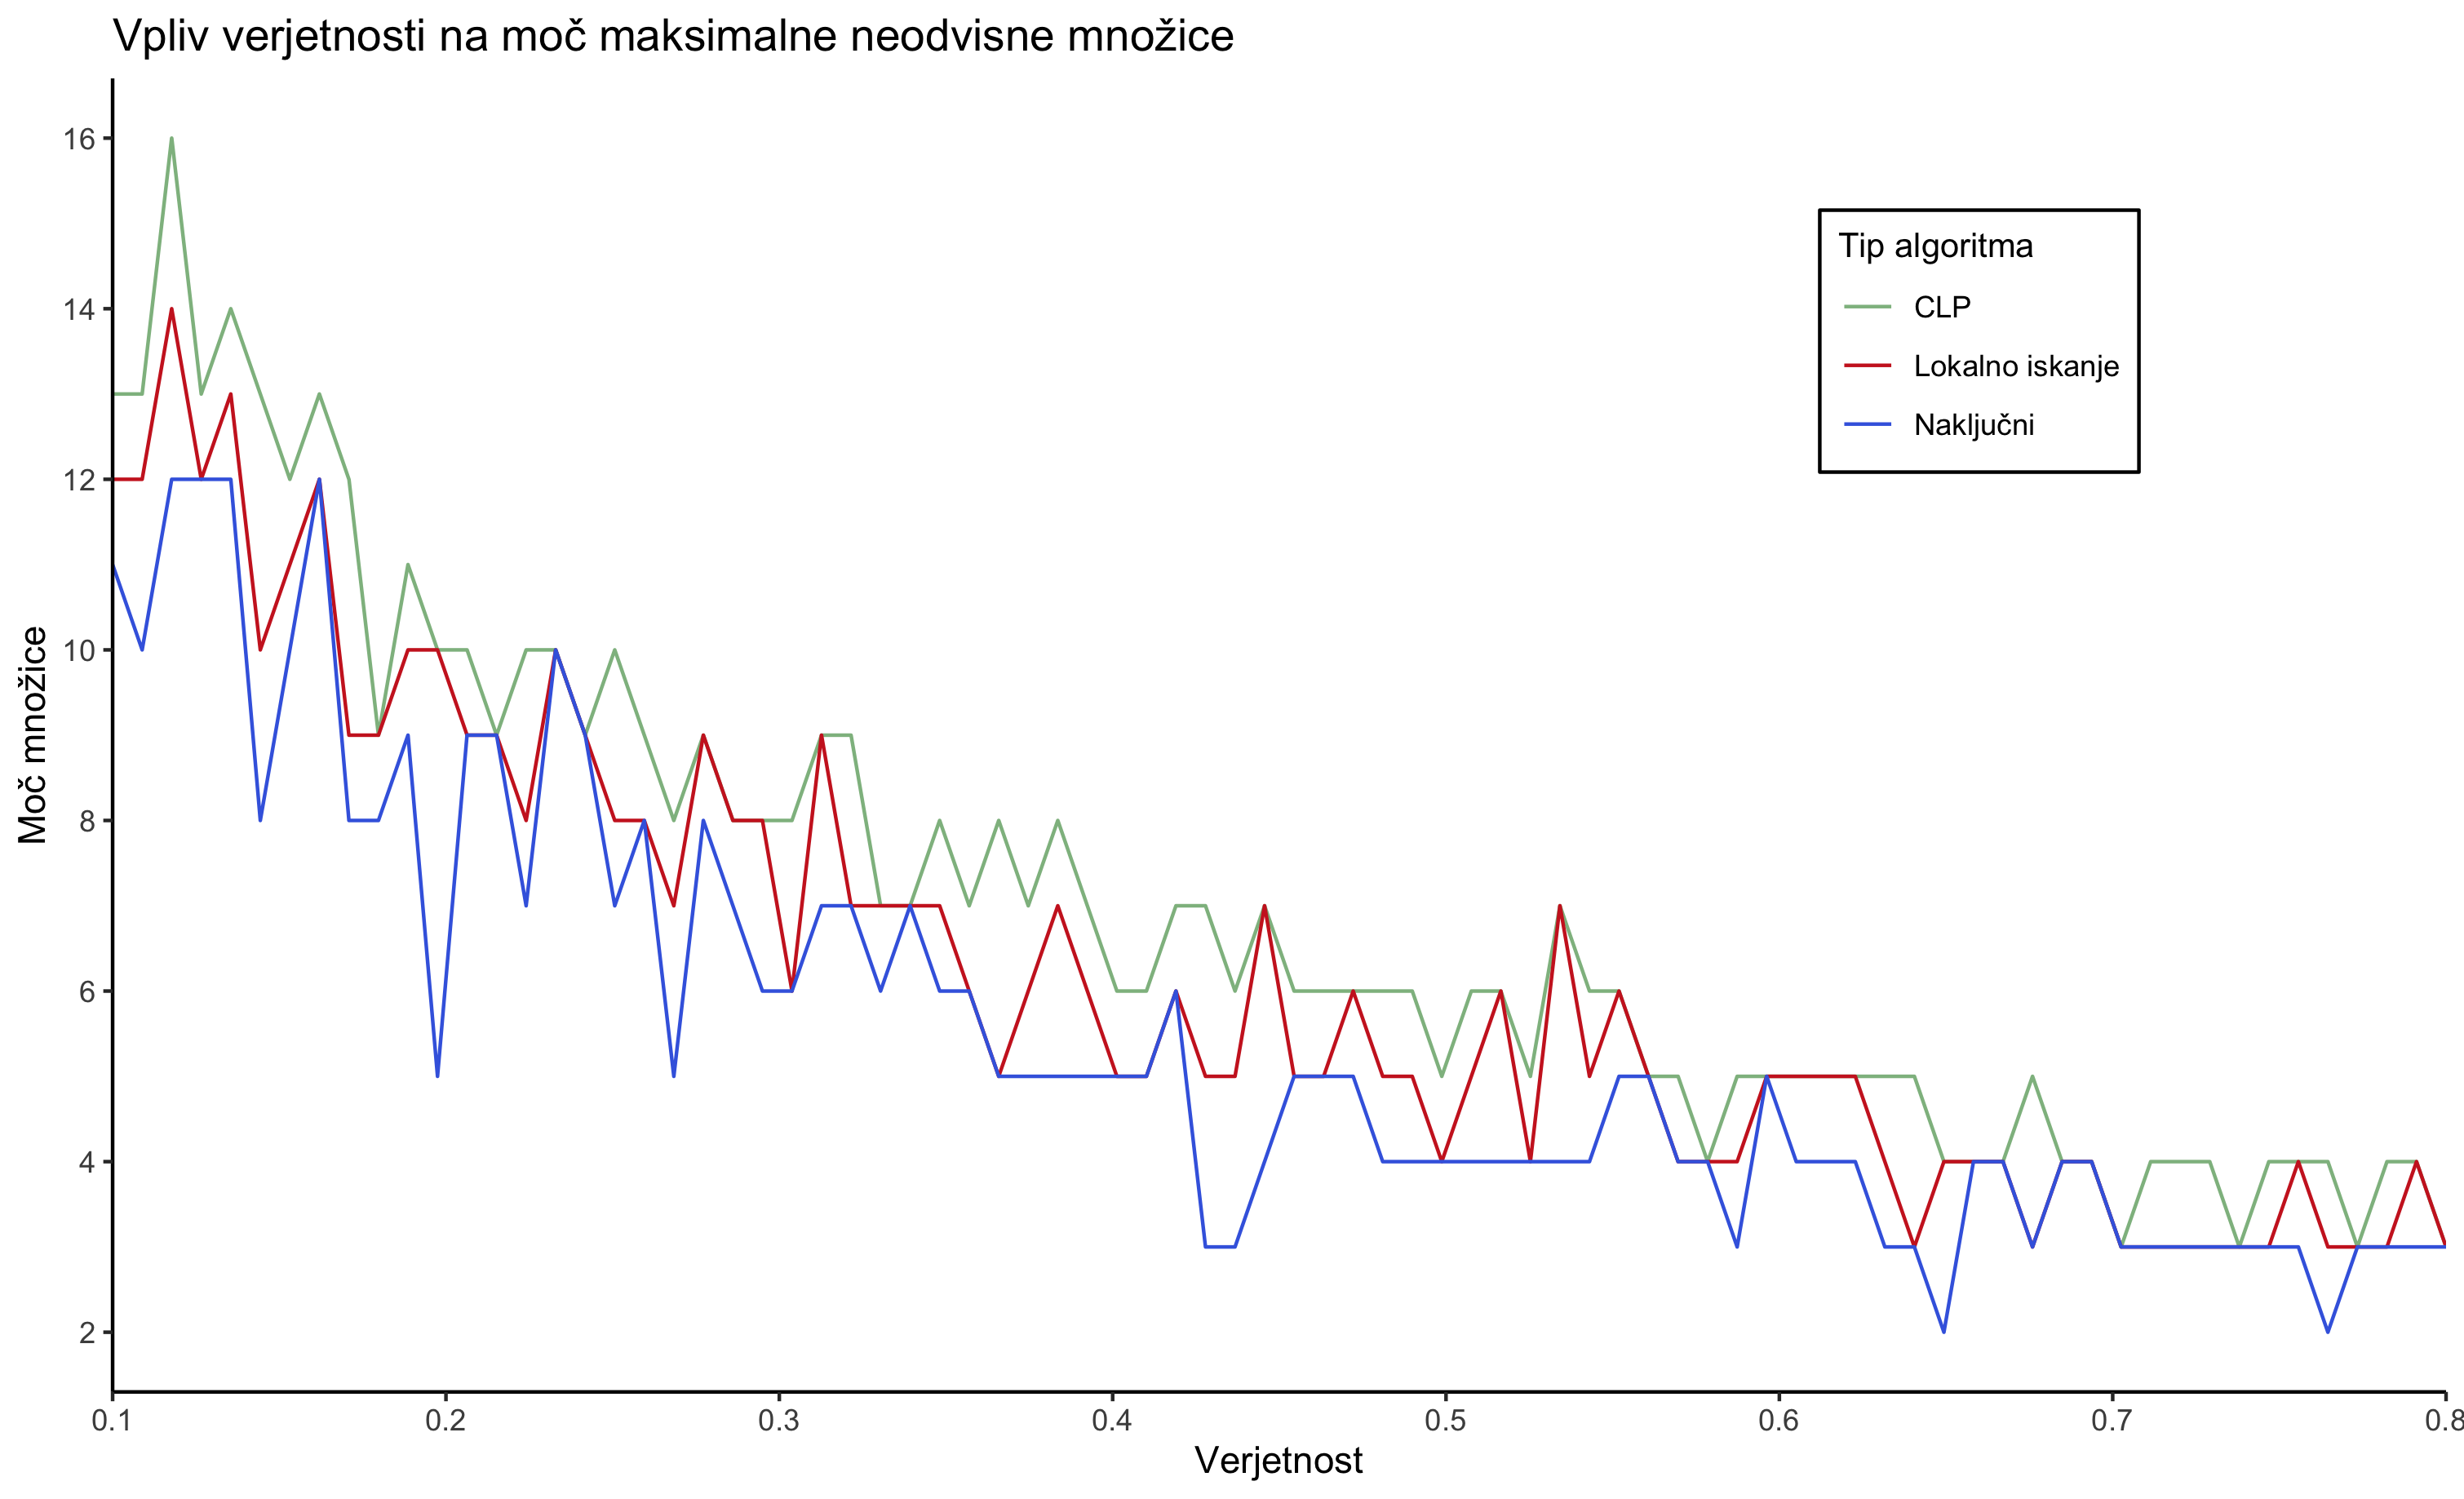 Vpliv verjetnosti na moč maksimalne neodvisne množice
Moč množice
16
14
12
10
8
6
4
2
Tip algoritma
CLP
Lokalno iskanje
Naključni
0.1 0.2 0.3 0.4 0.5 0.6 0.7 0.8
Verjetnost